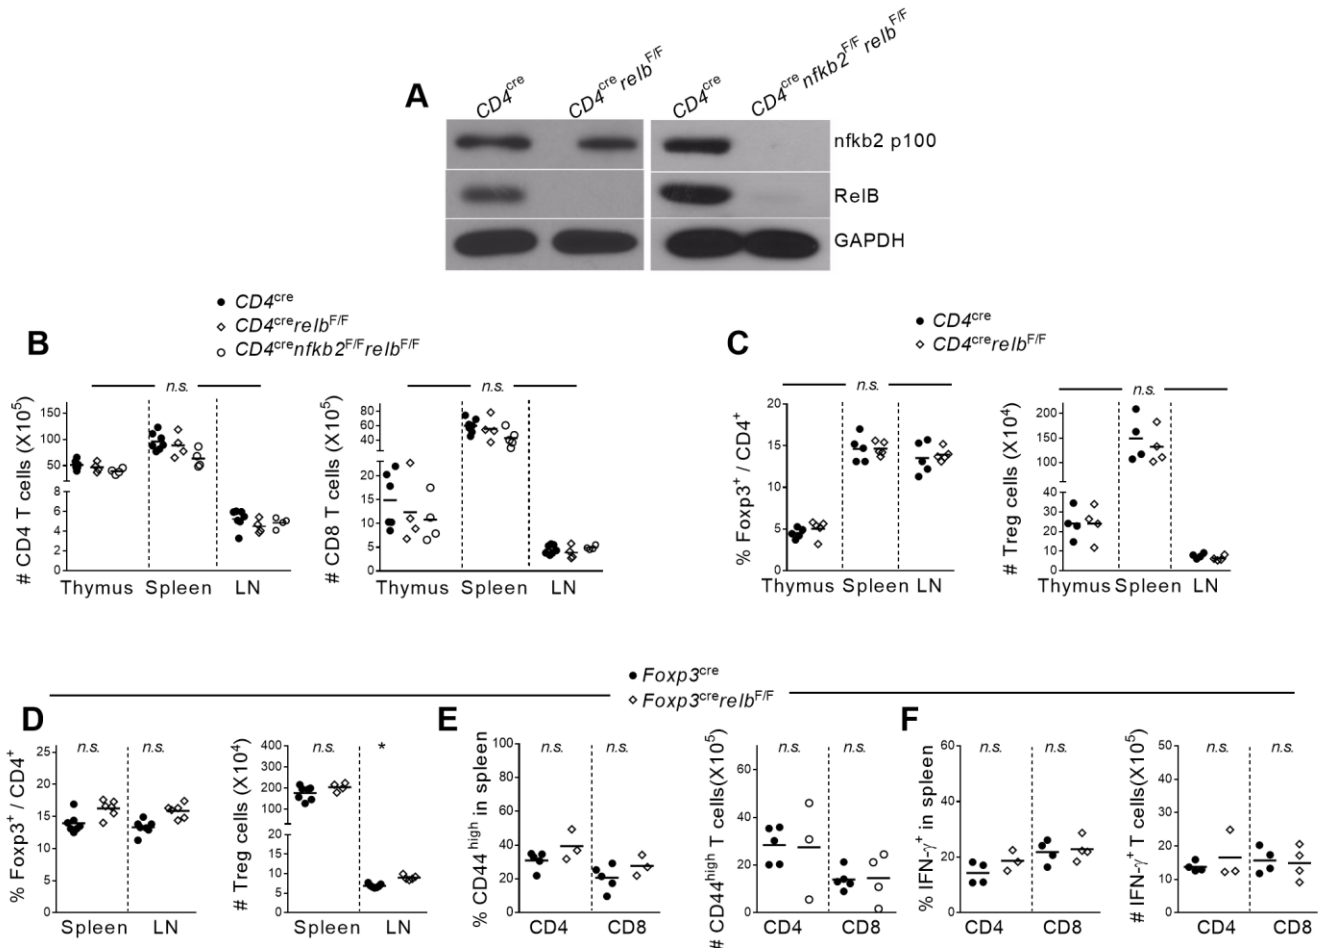 A
CD4cre
CD4cre relbF/F
CD4cre
CD4cre nfkb2F/F relbF/F
nfkb2 p100
RelB
GAPDH
B
CD4cre
CD4crerelbF/F
CD4crenfkb2F/FrelbF/F
n.s.
# CD4 T cells (X105)
150
100
50
8
6
4
2
0
Thymus Spleen LN
n.s.
# CD8 T cells (X105)
80
60
40
20
15
10
5
0
Thymus Spleen LN
C
CD4cre
CD4crerelbF/F
% Foxp3+ / CD4+
20
15
10
5
0
Thymus Spleen LN
n.s.
# Treg cells (X104)
200
150
100
40
30
20
10
0
Thymus Spleen LN
Foxp3cre
Foxp3crerelbF/F
D
n.s. n.s.
% Foxp3+ / CD4+
25
20
15
10
5
0
Spleen LN
n.s. *
# Treg cells (X104)
400
300
200
100
20
10
0
Spleen LN
E
n.s. n.s.
% CD44 high in spleen
100
80
60
40
20
0
CD4 CD8
n.s. n.s.
# CD44high T cells(X105)
60
40
20
0
CD4 CD8
F
n.s. n.s.
% IFN-γ+ in spleen
60
40
20
0
CD4 CD8
n.s. n.s.
# IFN-γ+ T cells(X105)
50
40
30
20
10
0
CD4 CD8